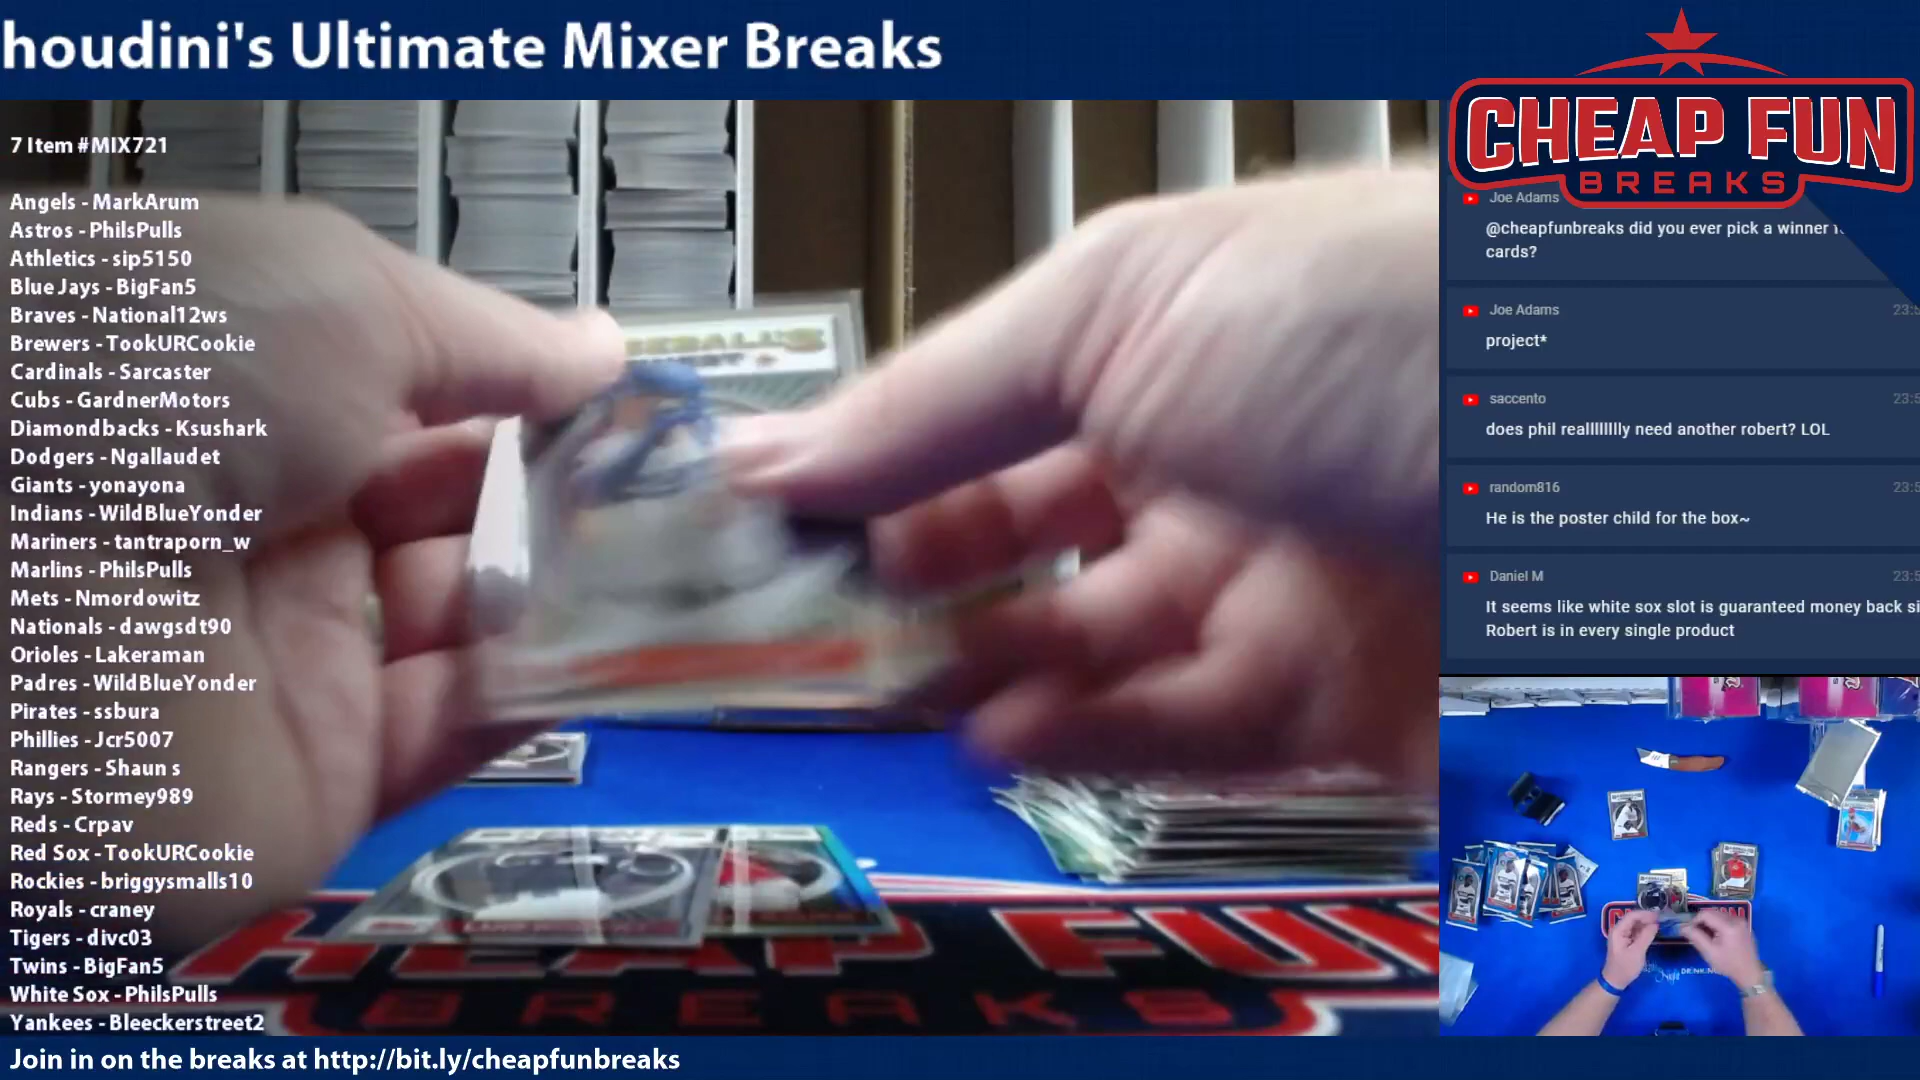 houdini's Ultimate Mixer Breaks
CHEAP FUN
BREAKS
7 Item #MIX721
Angels - MarkArum
Astros - PhilsPulls
Athletics - sip5150
Blue Jays - BigFan5
Braves - National12ws
Brewers - TookURCookie
Cardinals - Sarcaster
Cubs - GardnerMotors
Diamondbacks - Ksushark
Dodgers - Ngallaudet
Giants - yonayona
Indians - WildBlueYonder
Mariners - tantraporn_w
Marlins - PhilsPulls
Mets - Nmordowitz
Nationals - dawgsdt90
Orioles - Lakeraman
Padres - WildBlueYonder
Pirates - ssbura
Phillies - Jcr5007
Rangers - Shaun s
Rays - Stormey989
Reds - Crpav
Red Sox - TookURCookie
Rockies - briggysmalls10
Royals - craney
Tigers - divc03
Twins - BigFan5
White Sox - PhilsPulls
Yankees - Bleeckerstreet2
Joe Adams
@cheapfunbreaks did you ever pick a winner
cards?
Joe Adams
project*
saccento
does phil reallllllllly need another robert? LOL
random816
He is the poster child for the box~
Daniel M
It seems like white sox slot is guaranteed money back si
Robert is in every single product
CHEAP FUN
BREAKS
Join in on the breaks at http://bit.ly/cheapfunbreaks